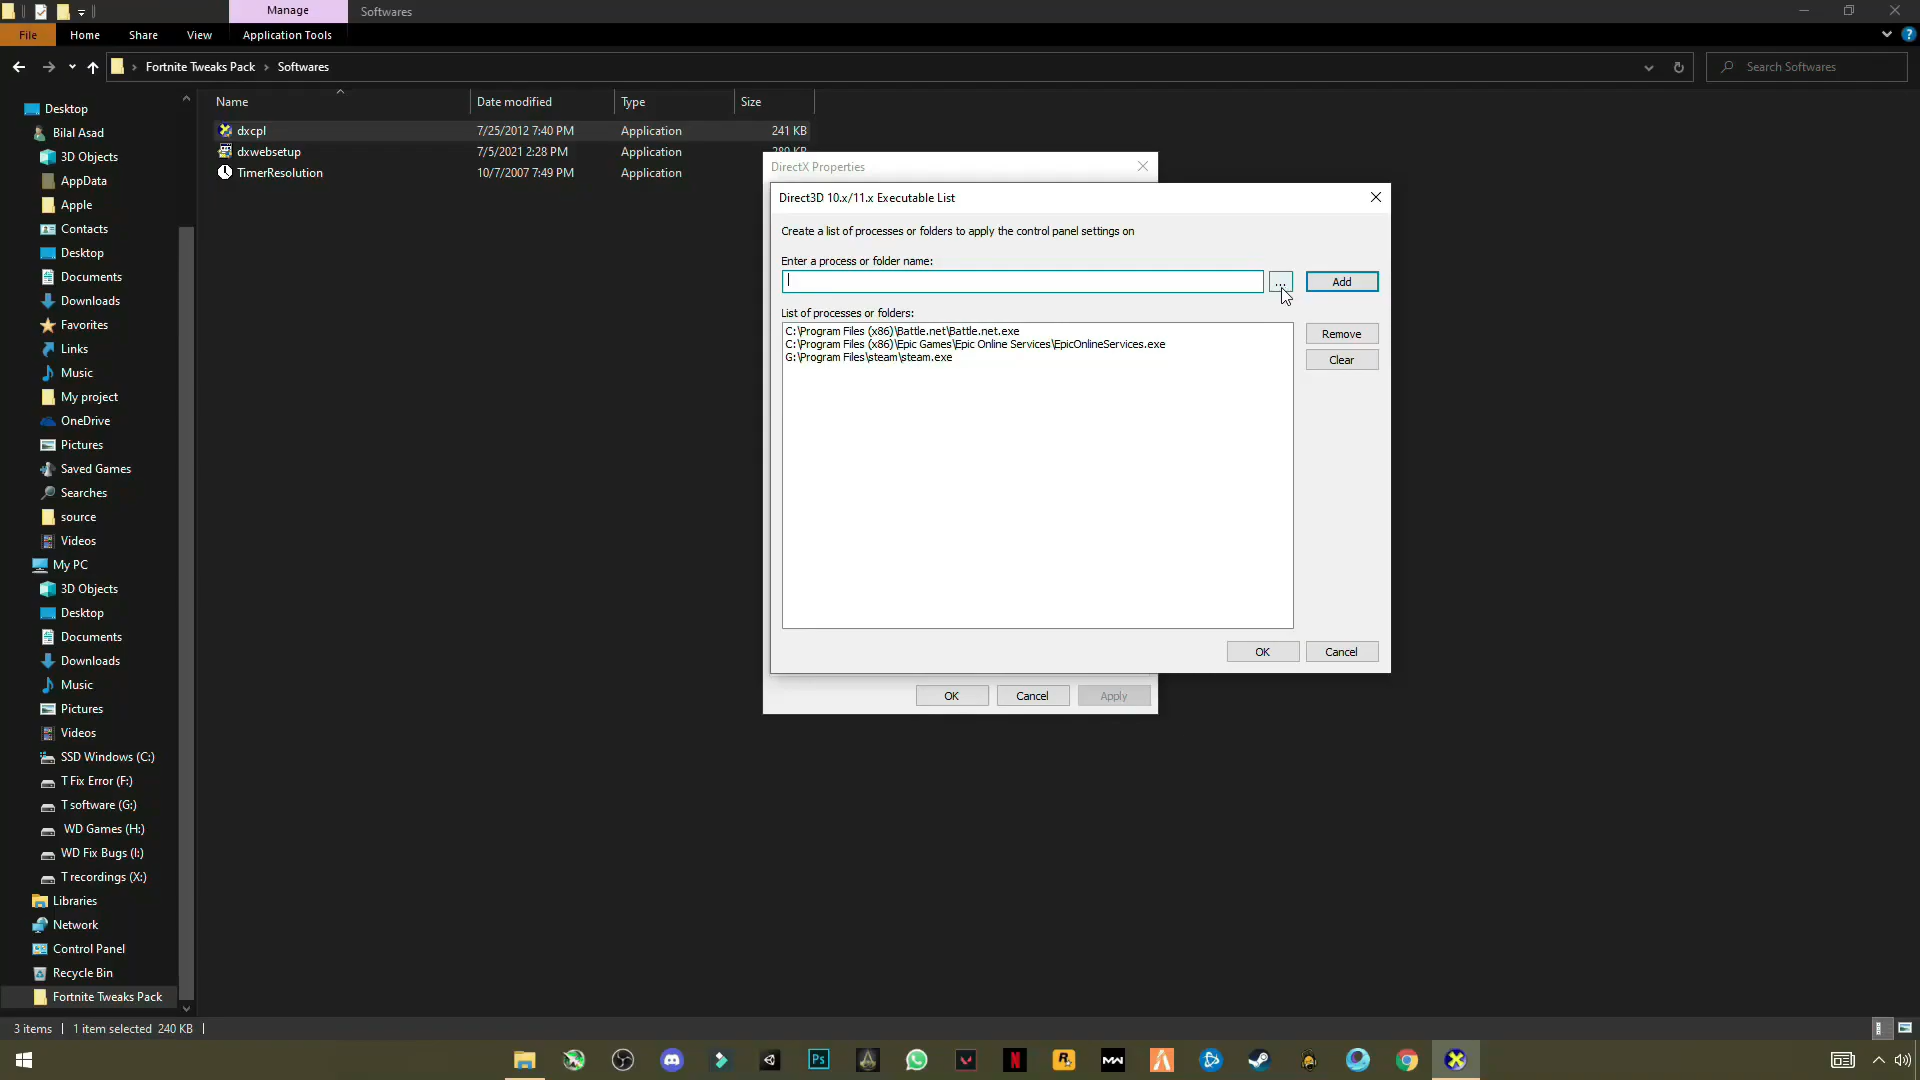 Manage
Softwares
File
Home
Share
View
Application Tools
Fortnite Tweaks Pack
Softwares
Search Softwares
Name
Date modified
Type
Size
dxcpl
7/25/2012 7:40 PM
Application
241 KB
dxwebsetup
7/5/2021 2:28 PM
Application
289 KB
TimerResolution
10/7/2007 7:49 PM
Application
Desktop
Bilal Asad
3D Objects
AppData
Apple
Contacts
Desktop
Documents
Downloads
Favorites
Links
Music
My project
OneDrive
Pictures
Saved Games
Searches
source
Videos
My PC
3D Objects
Desktop
Documents
Downloads
Music
Pictures
Videos
SSD Windows (C:)
T Fix Error (F:)
T software (G:)
WD Games (H:)
WD Fix Bugs (I:)
T recordings (X:)
Libraries
Network
Control Panel
Recycle Bin
Fortnite Tweaks Pack
DirectX Properties
Direct3D 10.x/11.x Executable List
Create a list of processes or folders to apply the control panel settings on
Enter a process or folder name:
...
Add
List of processes or folders:
C:\Program Files (x86)\Battle.net\Battle.net.exe
C:\Program Files (x86)\Epic Games\Epic Online Services\EpicOnlineServices.exe
G:\Program Files\steam\steam.exe
Remove
Clear
OK
Cancel
OK
Cancel
Apply
3 items
1 item selected 240 KB
Ps
MW